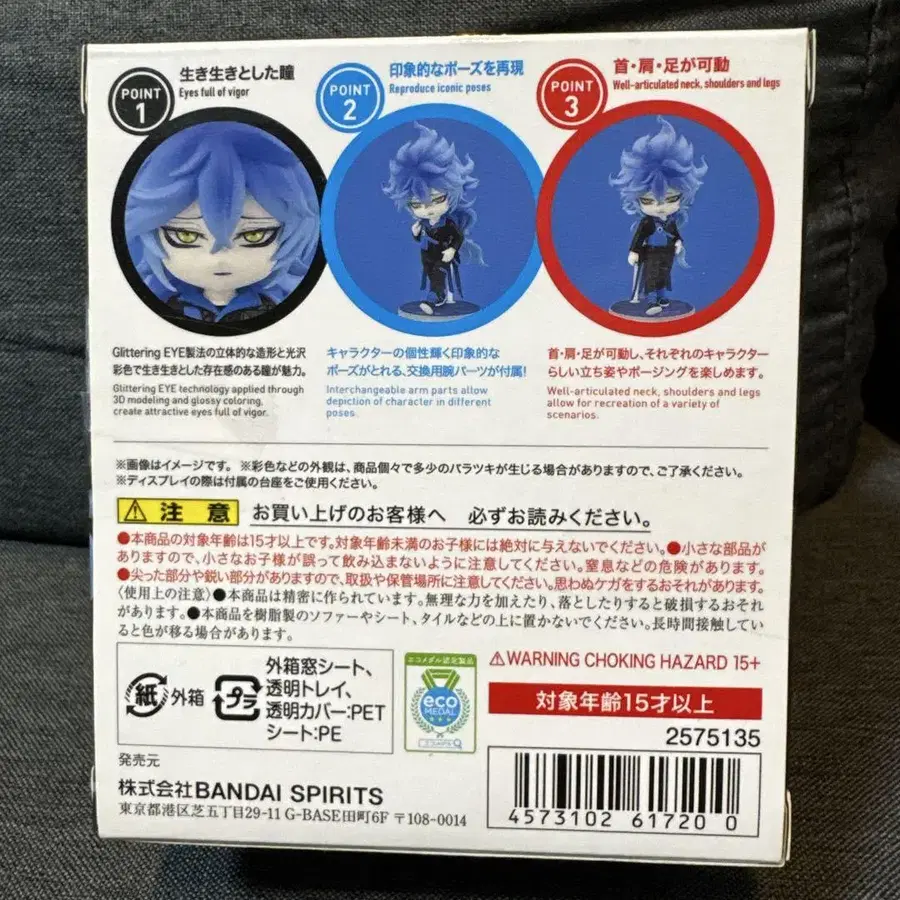 POINT
1
生き生きとした瞳
Eyes full of vigor
POINT
2
印象的なポーズを再現
Reproduce iconic poses
POINT
3
首・肩・足が可動
Well-articulated neck, shoulders and legs
Glittering EYE製法の立体的な造形と光沢
彩色で生き生きとした存在感のある瞳が魅力。
Glittering EYE technology applied through
3D modeling and glossy coloring,
create attractive eyes full of vigor.
キャラクターの個性輝く印象的な
ポーズがとれる、交換用腕パーツが付属!
Interchangeable arm parts allow
depiction of character in different
poses.
首・肩・足が可動し、それぞれのキャラクター
らしい立ち姿やポージングを楽しめます。
Well-articulated neck, shoulders and legs
allow for recreation of a variety of
scenarios.
※画像はイメージです。 ※彩色などの外観は、商品個々で多少のバラツキが生じる場合がありますので、ご了承ください。
※ディスプレイの際は付属の台座をご使用ください。
注 意 お買い上げのお客様へ 必ずお読みください。
●本商品の対象年齢は15才以上です。対象年齢未満のお子様には絶対に与えないでください。●小さな部品が
ありますので、小さなお子様が誤って飲み込まないように注意してください。窒息などの危険があります。
●尖った部分や鋭い部分がありますので、取扱や保管場所に注意してください。思わぬケガをするおそれがあります。
〈使用上の注意〉●本商品は精密に作られています。無理な力を加えたり、落としたりすると破損するおそれ
があります。●本商品を樹脂製のソファーやシート、タイルなどの上に置かないでください。長時間接触してい
ると色が移る場合があります。
紙 外箱
プラ
外箱窓シート、
透明トレイ、
透明カバー:PET
シート:PE
エコメダル認定製品
eco
MEDAL
エコメダル
WARNING CHOKING HAZARD 15+
対象年齢15才以上
2575135
4573102 617200
発売元
株式会社BANDAI SPIRITS
東京都港区芝五丁目29-11 G-BASE田町6F 〒108-0014